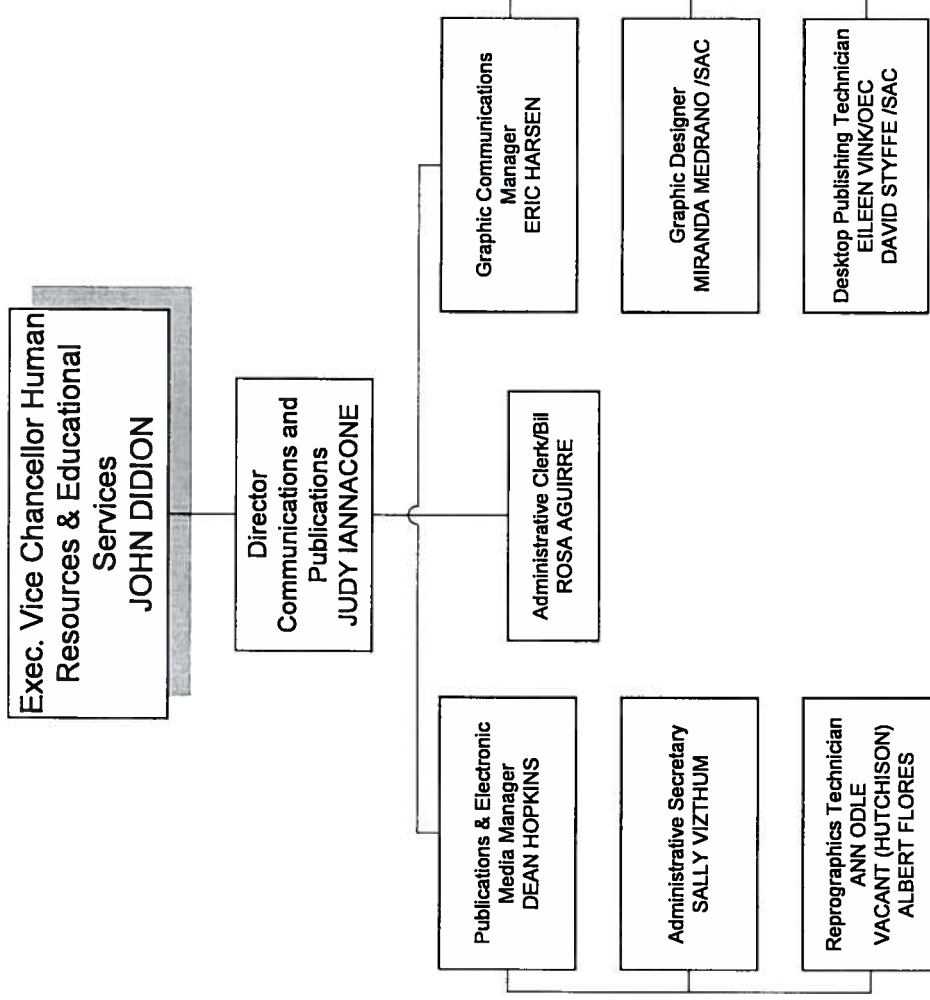 Exec. Vice Chancellor Human
Resources & Educational
Services
JOHN DIDION
Director
Communications and
Publications
JUDY IANNACONE
Publications & Electronic
Media Manager
DEAN HOPKINS
Administrative Secretary
SALLY VIZTHUM
Reprographics Technician
ANN ODLE
VACANT (HUTCHISON)
ALBERT FLORES
Administrative Clerk/Bil
ROSA AGUIRRE
Graphic Communications
Manager
ERIC HARSEN
Graphic Designer
MIRANDA MEDRANO /SAC
Desktop Publishing Technician
EILEEN VINK/OEC
DAVID STYFFE /SAC